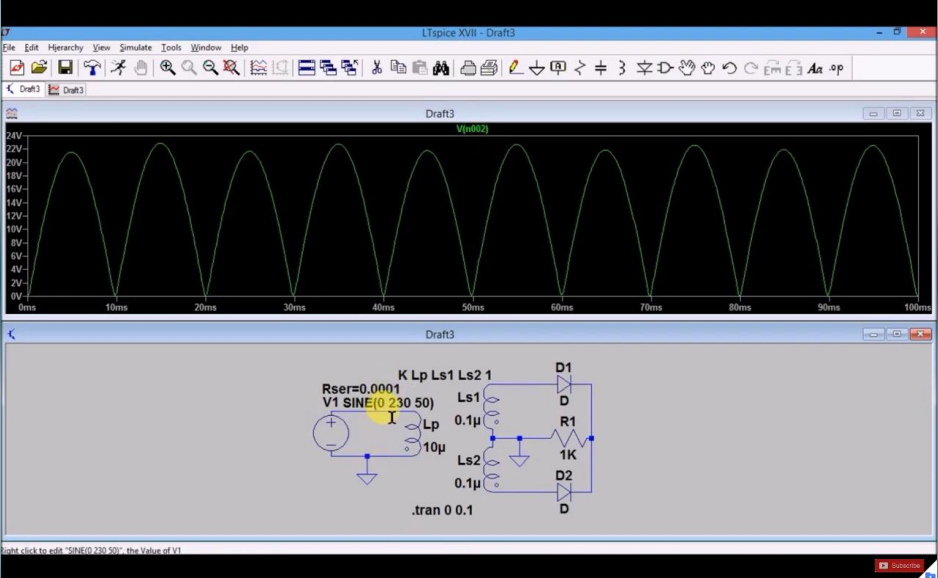 LTspice XVII - Draft3
File Edit Hierarchy View Simulate Tools Window Help
Aa .op
Draft3 Draft3
Draft3
V(n002)
24V
22V
20V
18V
16V
14V
12V
10V
8V
6V
4V
2V
0V
0ms 10ms 20ms 30ms 40ms 50ms 60ms 70ms 80ms 90ms 100ms
Draft3
K Lp Ls1 Ls2 1
D1
Rser=0.0001
V1 SINE(0 230 50)
Ls1
D
Lp
0.1µ
R1
10µ
1K
Ls2
D2
0.1µ
D
.tran 0 0.1
Right click to edit "SINE(0 230 50)", the Value of V1
Subscribe